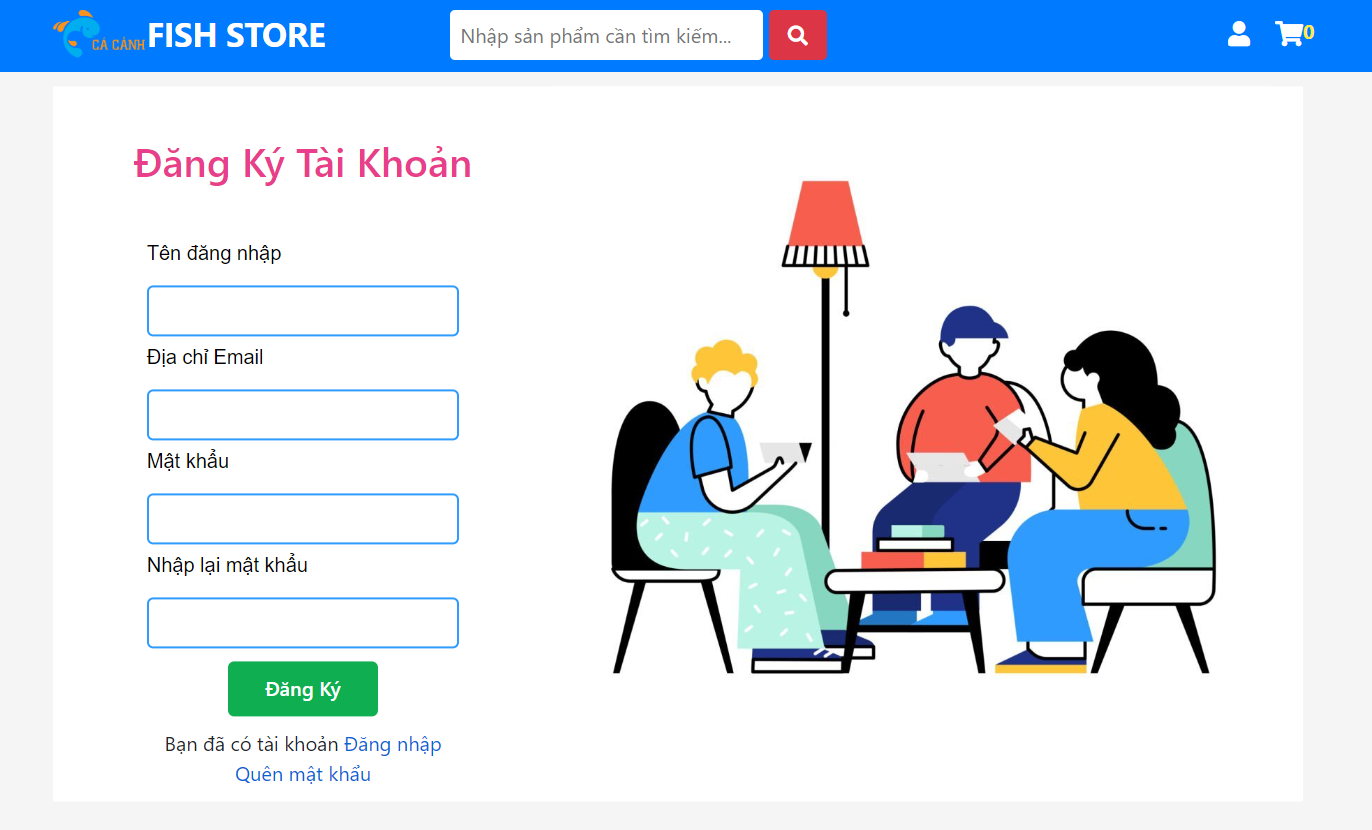 CÁ CẢNH FISH STORE
Nhập sản phẩm cần tìm kiếm...
0
Đăng Ký Tài Khoản
Tên đăng nhập
Địa chỉ Email
Mật khẩu
Nhập lại mật khẩu
Đăng Ký
Bạn đã có tài khoản Đăng nhập
Quên mật khẩu